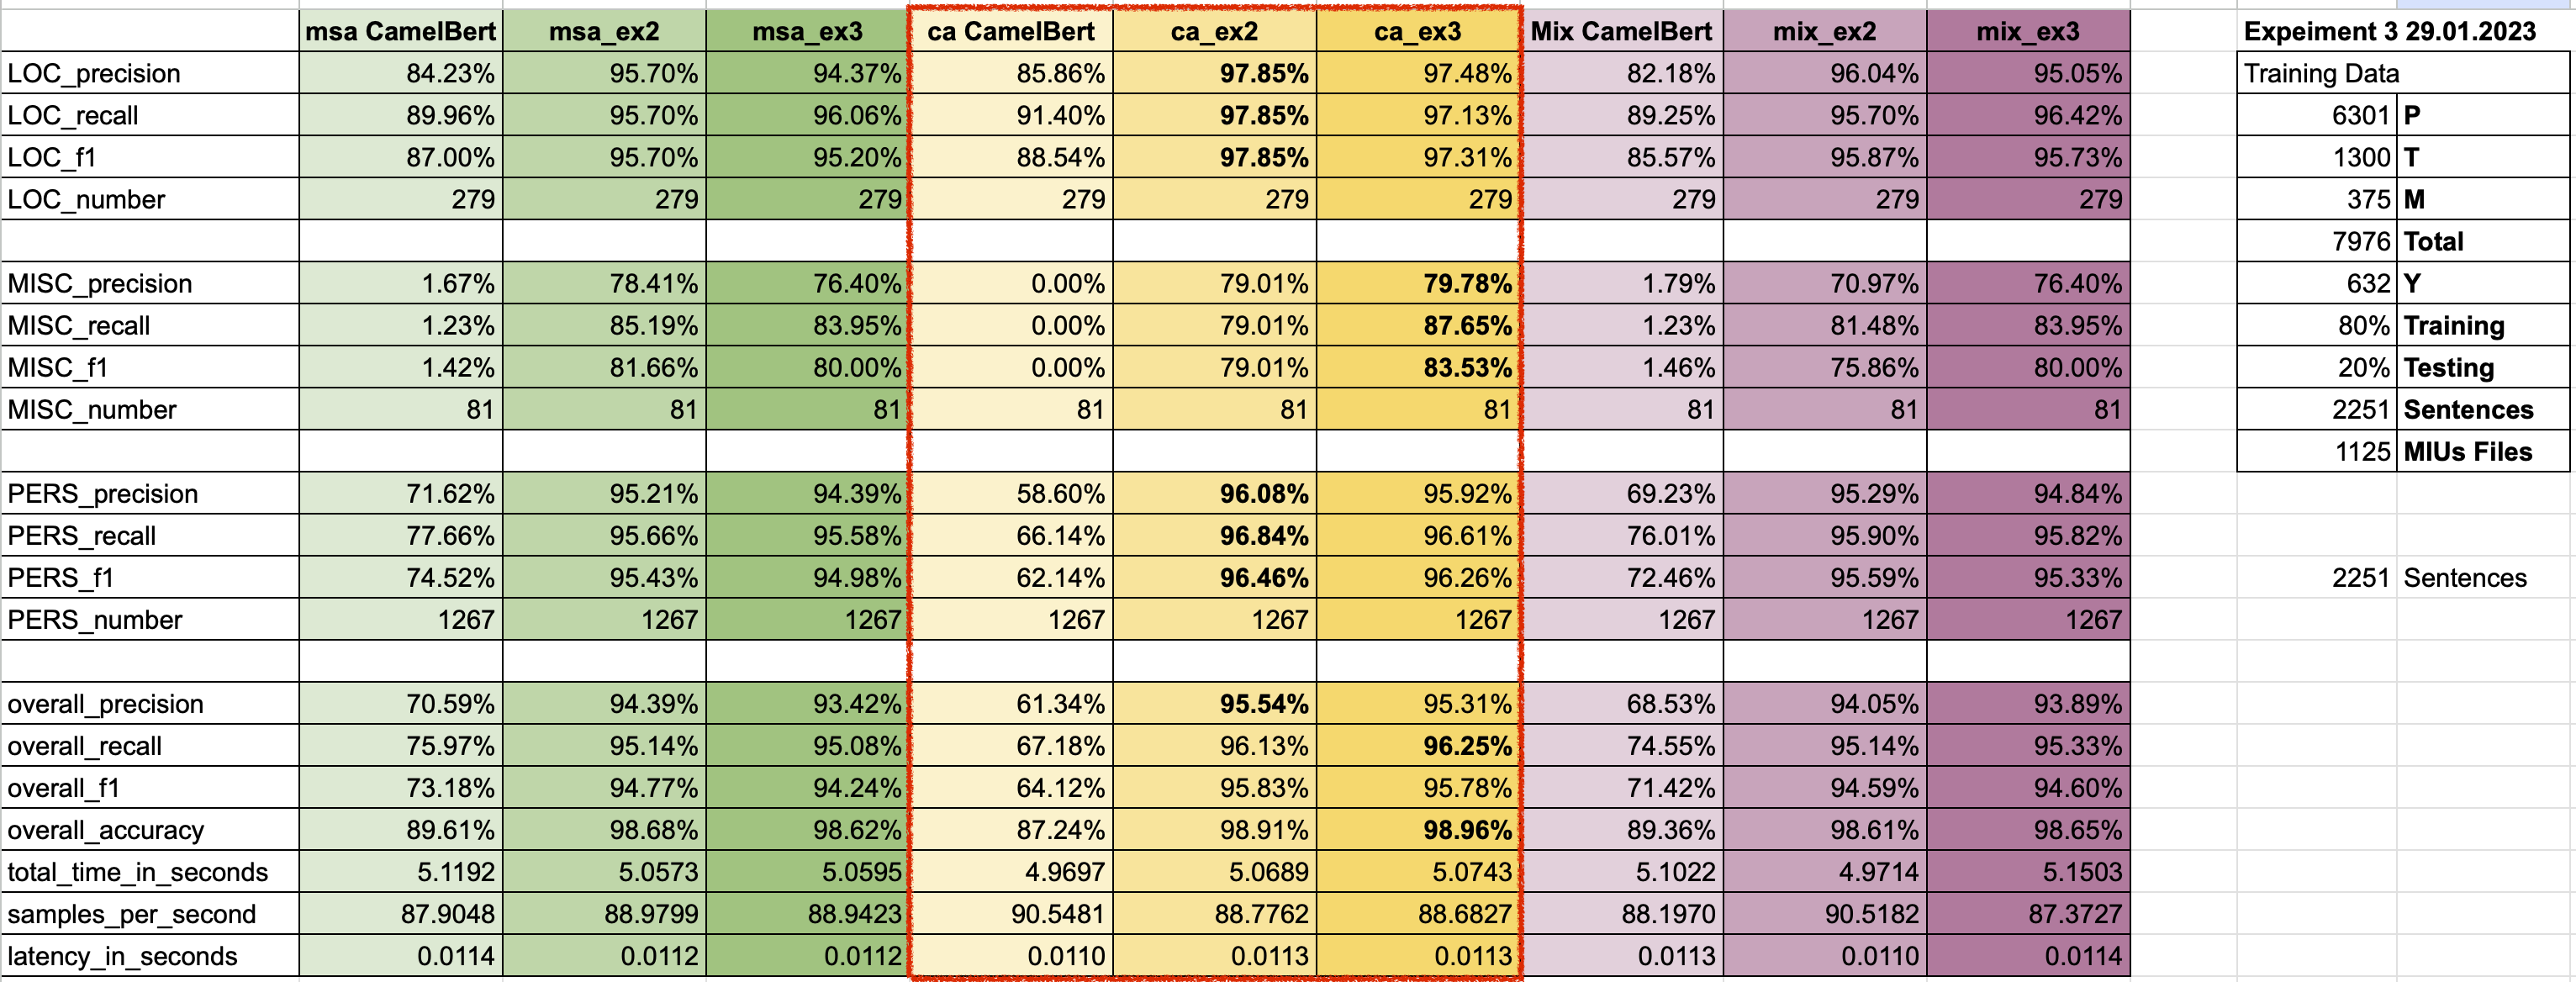 msa CamelBert msa_ex2 msa_ex3 ca CamelBert ca_ex2 ca_ex3 Mix CamelBert mix_ex2 mix_ex3 Expeiment 3 29.01.2023
LOC_precision 84.23% 95.70% 94.37% 85.86% 97.85% 97.48% 82.18% 96.04% 95.05% Training Data
LOC_recall 89.96% 95.70% 96.06% 91.40% 97.85% 97.13% 89.25% 95.70% 96.42% 6301 P
LOC_f1 87.00% 95.70% 95.20% 88.54% 97.85% 97.31% 85.57% 95.87% 95.73% 1300 T
LOC_number 279 279 279 279 279 279 279 279 279 375 M
7976 Total
MISC_precision 1.67% 78.41% 76.40% 0.00% 79.01% 79.78% 1.79% 70.97% 76.40% 632 Y
MISC_recall 1.23% 85.19% 83.95% 0.00% 79.01% 87.65% 1.23% 81.48% 83.95% 80% Training
MISC_f1 1.42% 81.66% 80.00% 0.00% 79.01% 83.53% 1.46% 75.86% 80.00% 20% Testing
MISC_number 81 81 81 81 81 81 81 81 81 2251 Sentences
1125 MIUs Files
PERS_precision 71.62% 95.21% 94.39% 58.60% 96.08% 95.92% 69.23% 95.29% 94.84%
PERS_recall 77.66% 95.66% 95.58% 66.14% 96.84% 96.61% 76.01% 95.90% 95.82%
PERS_f1 74.52% 95.43% 94.98% 62.14% 96.46% 96.26% 72.46% 95.59% 95.33% 2251 Sentences
PERS_number 1267 1267 1267 1267 1267 1267 1267 1267 1267
overall_precision 70.59% 94.39% 93.42% 61.34% 95.54% 95.31% 68.53% 94.05% 93.89%
overall_recall 75.97% 95.14% 95.08% 67.18% 96.13% 96.25% 74.55% 95.14% 95.33%
overall_f1 73.18% 94.77% 94.24% 64.12% 95.83% 95.78% 71.42% 94.59% 94.60%
overall_accuracy 89.61% 98.68% 98.62% 87.24% 98.91% 98.96% 89.36% 98.61% 98.65%
total_time_in_seconds 5.1192 5.0573 5.0595 4.9697 5.0689 5.0743 5.1022 4.9714 5.1503
samples_per_second 87.9048 88.9799 88.9423 90.5481 88.7762 88.6827 88.1970 90.5182 87.3727
latency_in_seconds 0.0114 0.0112 0.0112 0.0110 0.0113 0.0113 0.0113 0.0110 0.0114